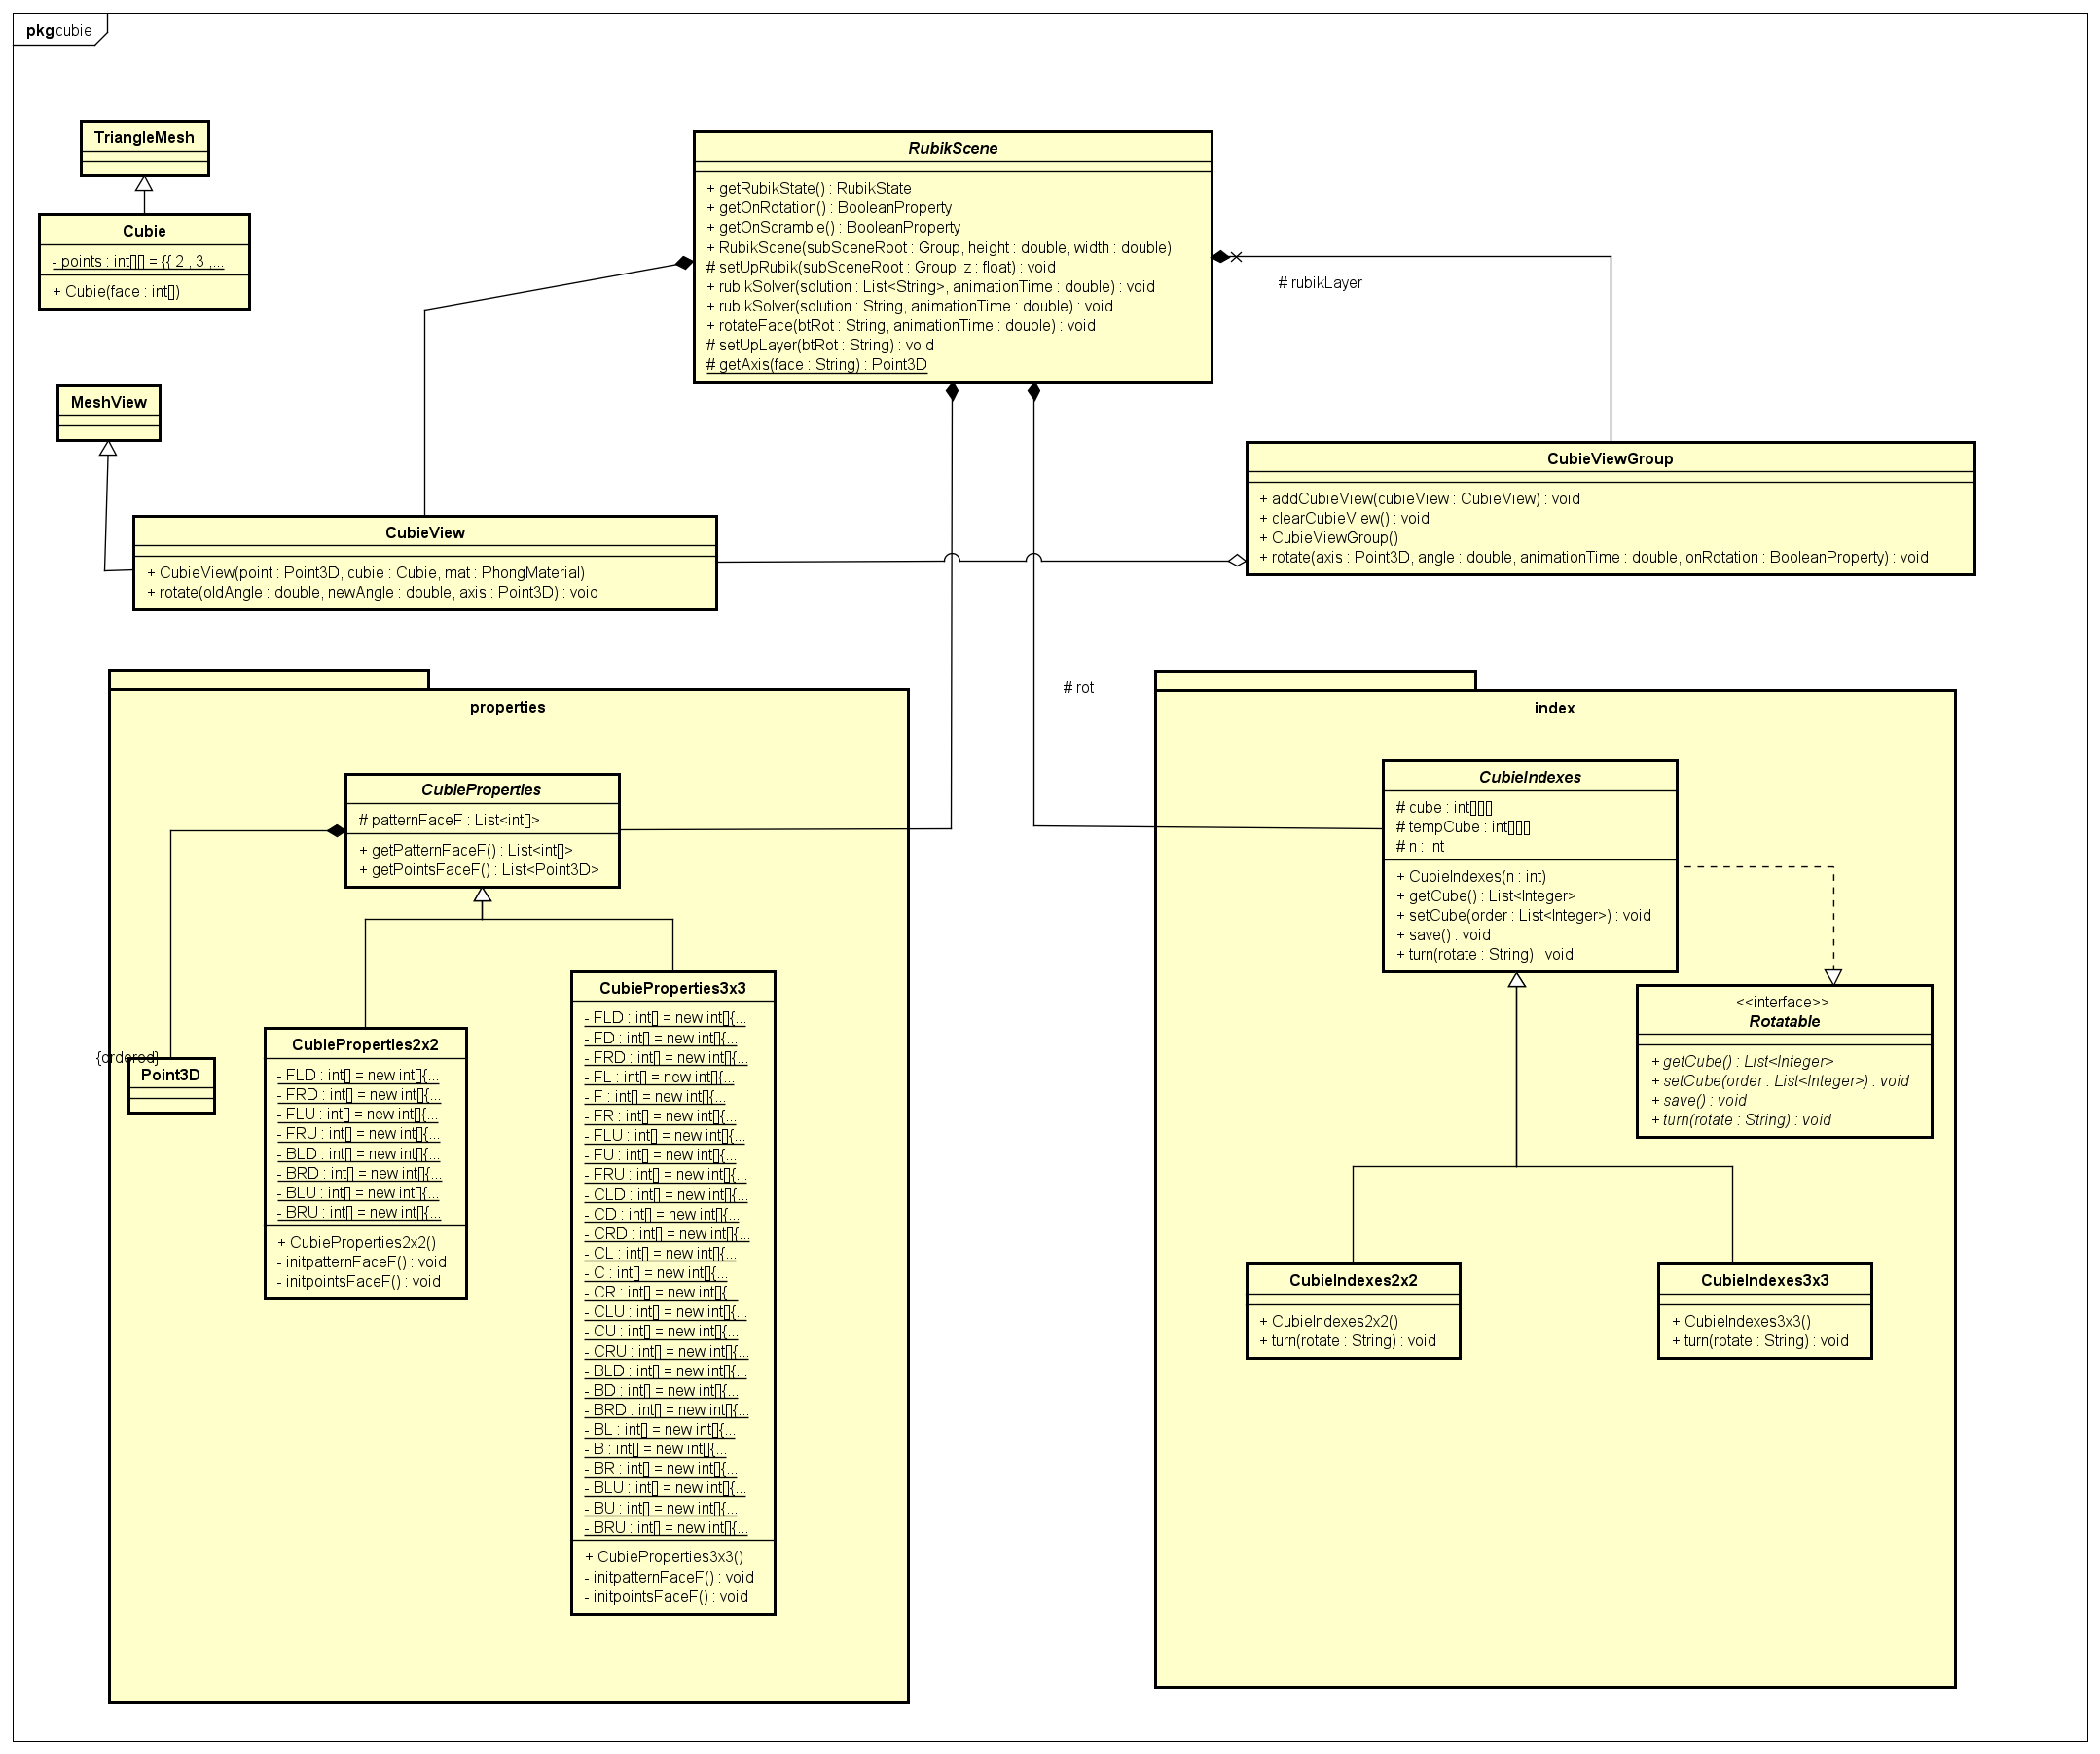 pkg cubie
TriangleMesh
Cubie
- points : int[][] = {{ 2 , 3 ,...
+ Cubie(face : int[])
RubikScene
+ getRubikState() : RubikState
+ getOnRotation() : BooleanProperty
+ getOnScramble() : BooleanProperty
+ RubikScene(subSceneRoot : Group, height : double, width : double)
# setUpRubik(subSceneRoot : Group, z : float) : void
+ rubikSolver(solution : List<String>, animationTime : double) : void
+ rubikSolver(solution : String, animationTime : double) : void
+ rotateFace(btRot : String, animationTime : double) : void
# setUpLayer(btRot : String) : void
# getAxis(face : String) : Point3D
# rubikLayer
MeshView
CubieView
+ CubieView(point : Point3D, cubie : Cubie, mat : PhongMaterial)
+ rotate(oldAngle : double, newAngle : double, axis : Point3D) : void
CubieViewGroup
+ addCubieView(cubieView : CubieView) : void
+ clearCubieView() : void
+ CubieViewGroup()
+ rotate(axis : Point3D, angle : double, animationTime : double, onRotation : BooleanProperty) : void
# rot
properties
CubieProperties
# patternFaceF : List<int[]>
+ getPatternFaceF() : List<int[]>
+ getPointsFaceF() : List<Point3D>
{ordered}
Point3D
CubieProperties2x2
- FLD : int[] = new int[]{...
- FRD : int[] = new int[]{...
- FLU : int[] = new int[]{...
- FRU : int[] = new int[]{...
- BLD : int[] = new int[]{...
- BRD : int[] = new int[]{...
- BLU : int[] = new int[]{...
- BRU : int[] = new int[]{...
+ CubieProperties2x2()
- initpatternFaceF() : void
- initpointsFaceF() : void
CubieProperties3x3
- FLD : int[] = new int[]{...
- FD : int[] = new int[]{...
- FRD : int[] = new int[]{...
- FL : int[] = new int[]{...
- F : int[] = new int[]{...
- FR : int[] = new int[]{...
- FLU : int[] = new int[]{...
- FU : int[] = new int[]{...
- FRU : int[] = new int[]{...
- CLD : int[] = new int[]{...
- CD : int[] = new int[]{...
- CRD : int[] = new int[]{...
- CL : int[] = new int[]{...
- C : int[] = new int[]{...
- CR : int[] = new int[]{...
- CLU : int[] = new int[]{...
- CU : int[] = new int[]{...
- CRU : int[] = new int[]{...
- BLD : int[] = new int[]{...
- BD : int[] = new int[]{...
- BRD : int[] = new int[]{...
- BL : int[] = new int[]{...
- B : int[] = new int[]{...
- BR : int[] = new int[]{...
- BLU : int[] = new int[]{...
- BU : int[] = new int[]{...
- BRU : int[] = new int[]{...
+ CubieProperties3x3()
- initpatternFaceF() : void
- initpointsFaceF() : void
index
CubieIndexes
# cube : int[][][]
# tempCube : int[][][]
# n : int
+ CubieIndexes(n : int)
+ getCube() : List<Integer>
+ setCube(order : List<Integer>) : void
+ save() : void
+ turn(rotate : String) : void
<<interface>>
Rotatable
+ getCube() : List<Integer>
+ setCube(order : List<Integer>) : void
+ save() : void
+ turn(rotate : String) : void
CubieIndexes2x2
+ CubieIndexes2x2()
+ turn(rotate : String) : void
CubieIndexes3x3
+ CubieIndexes3x3()
+ turn(rotate : String) : void